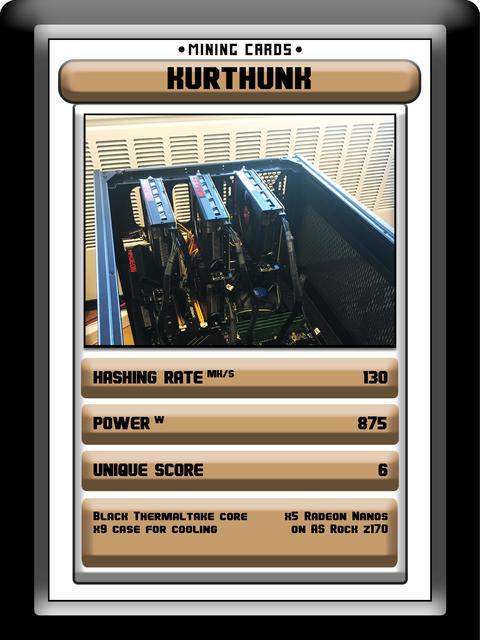 •MINING CARDS•
KURTHUNK
RADEON
HASHING RATE MH/S 130
POWER W 875
UNIQUE SCORE 6
BLACK THERMALTAKE CORE X5 RADEON NANOS
X9 CASE FOR COOLING ON AS ROCK Z170